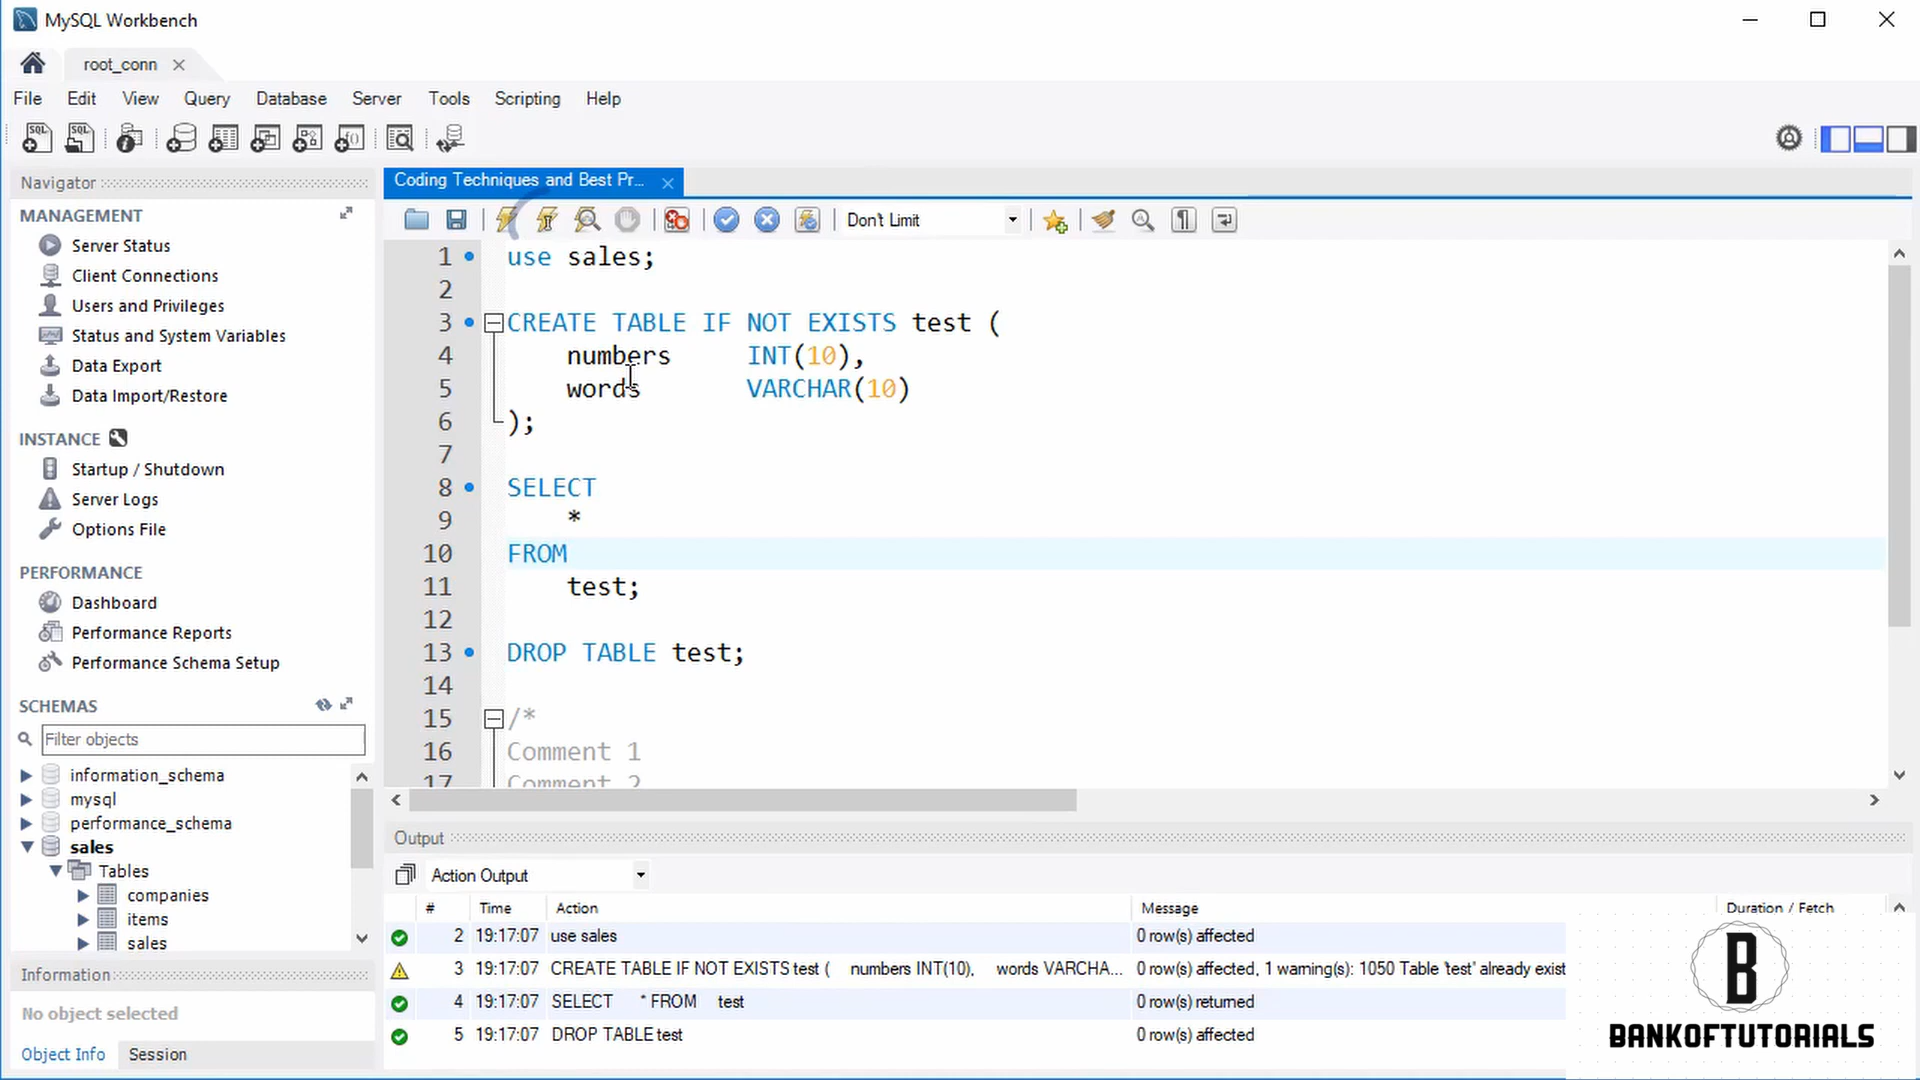 MySQL Workbench
root_conn
File Edit View Query Database Server Tools Scripting Help
Navigator
MANAGEMENT
Server Status
Client Connections
Users and Privileges
Status and System Variables
Data Export
Data Import/Restore
INSTANCE
Startup / Shutdown
Server Logs
Options File
PERFORMANCE
Dashboard
Performance Reports
Performance Schema Setup
SCHEMAS
Filter objects
information_schema
mysql
performance_schema
sales
Tables
companies
items
sales
Information
No object selected
Object Info Session
Coding Techniques and Best Pr...
Don't Limit
1 use sales;
2
3 CREATE TABLE IF NOT EXISTS test (
4 numbers INT(10),
5 words VARCHAR(10)
6 );
7
8 SELECT
9 *
10 FROM
11 test;
12
13 DROP TABLE test;
14
15 /*
16 Comment 1
17 Comment 2
Output
Action Output
# Time Action Message Duration / Fetch
2 19:17:07 use sales 0 row(s) affected
3 19:17:07 CREATE TABLE IF NOT EXISTS test ( numbers INT(10), words VARCHA... 0 row(s) affected, 1 warning(s): 1050 Table 'test' already exist
4 19:17:07 SELECT * FROM test 0 row(s) returned
5 19:17:07 DROP TABLE test 0 row(s) affected
B
BANKOFTUTORIALS